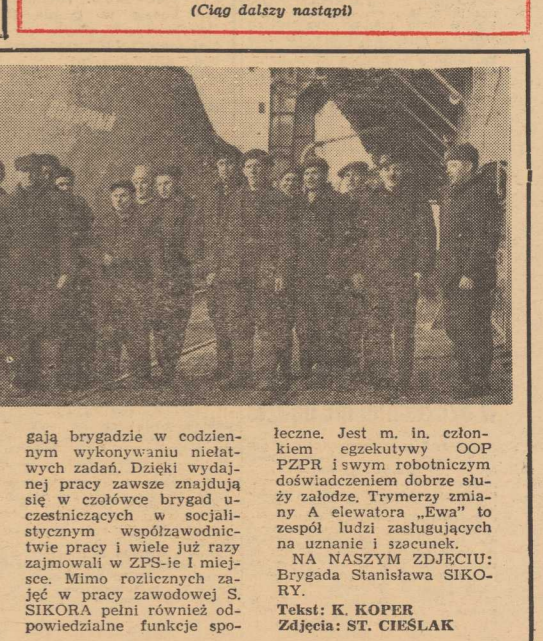 (Ciąg dalszy nastąpi)
gają brygadzie w codzien-
nym wykonywaniu niełat-
wych zadań. Dzięki wydaj-
nej pracy zawsze znajdują
się w czołówce brygad u-
czestniczących w socjali-
stycznym współzawodnic-
twie pracy i wiele już razy
zajmowali w ZPS-ie I miej-
sce. Mimo rozlicznych za-
jęć w pracy zawodowej S.
SIKORA pełni również od-
powiedzialne funkcje spo-
łeczne. Jest m. in. człon-
kiem egzekutywy OOP
PZPR i swym robotniczym
doświadczeniem dobrze słu-
ży załodze. Trymerzy zmia-
ny A elewatora „Ewa" to
zespół ludzi zasługujących
na uznanie i szacunek.
NA NASZYM ZDJĘCIU:
Brygada Stanisława SIKO-
RY.
Tekst: K. KOPER
Zdjęcia: ST. CIEŚLAK